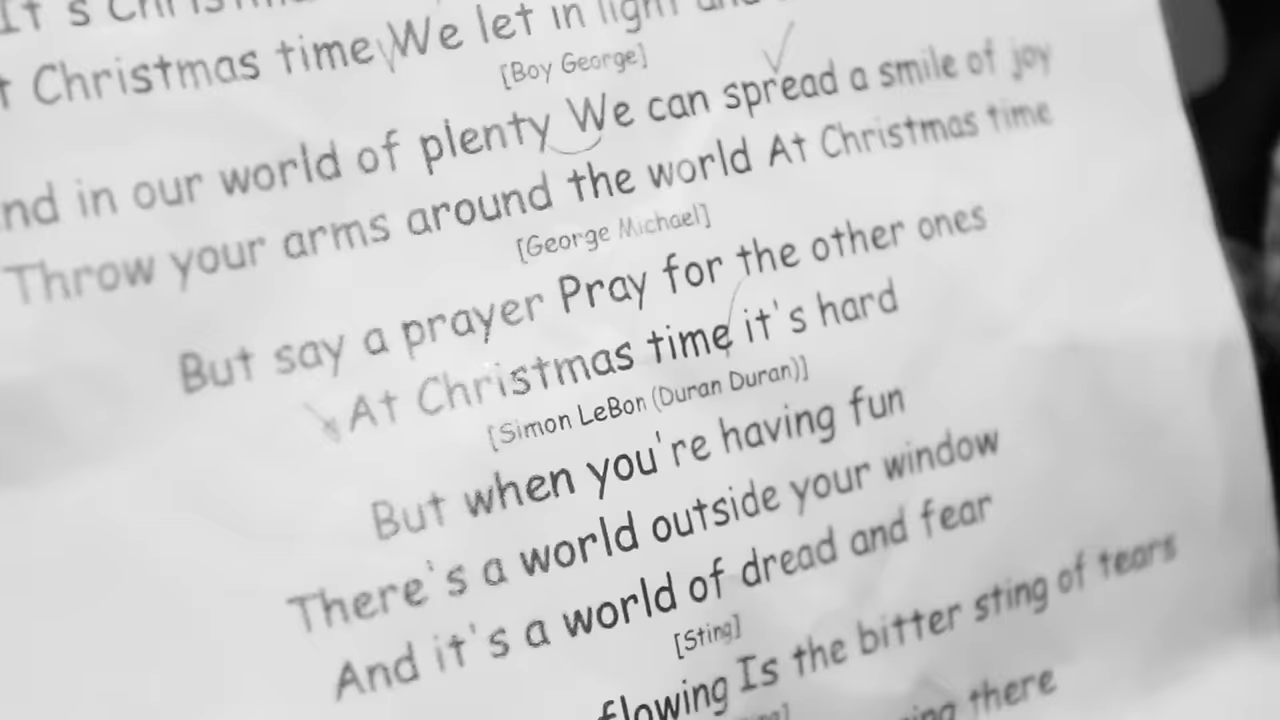 It's Christmas
t Christmas time We let in light and
[Boy George]
nd in our world of plenty We can spread a smile of joy
Throw your arms around the world At Christmas time
[George Michael]
But say a prayer Pray for the other ones
At Christmas time it's hard
[Simon LeBon (Duran Duran)]
But when you're having fun
There's a world outside your window
And it's a world of dread and fear
[Sting]
flowing Is the bitter sting of tears
there